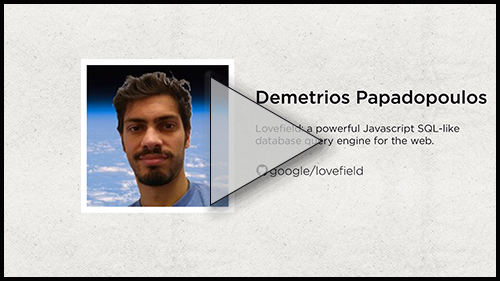 Demetrios Papadopoulos
Lovefield: a powerful Javascript SQL-like
database query engine for the web.
google/lovefield